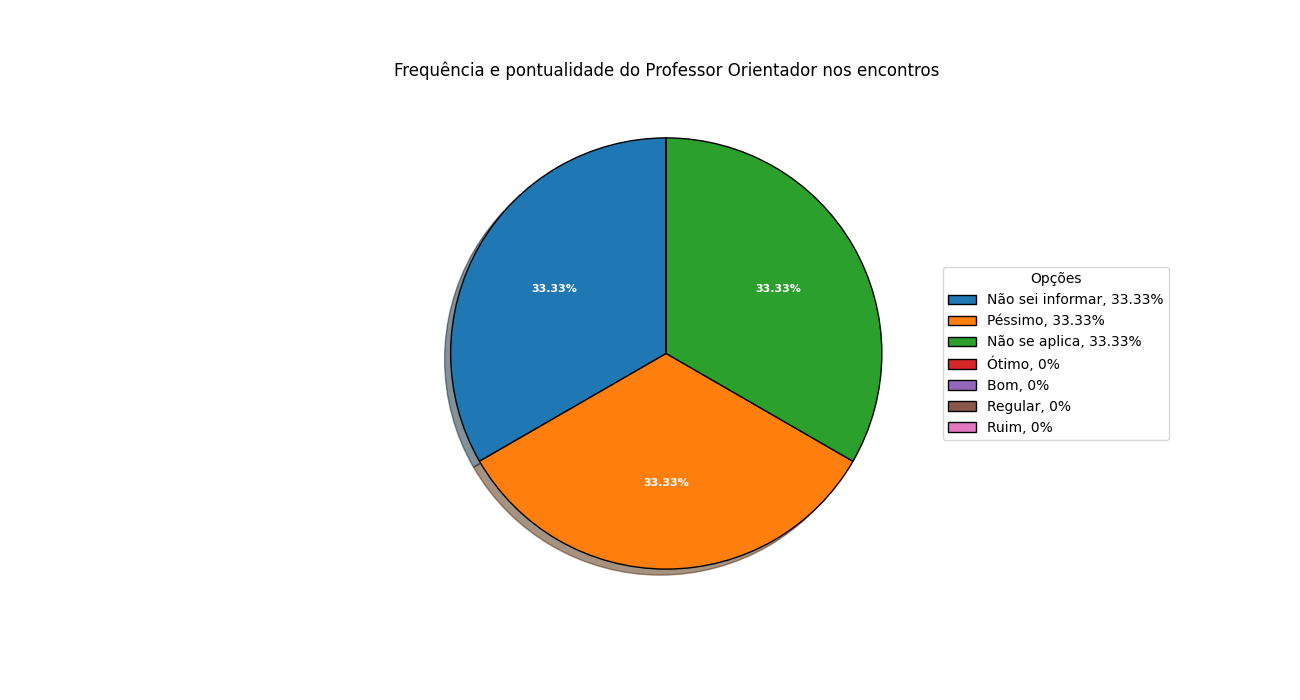 Frequência e pontualidade do Professor Orientador nos encontros
33.33%
33.33%
33.33%
Opções
Não sei informar, 33.33%
Péssimo, 33.33%
Não se aplica, 33.33%
Ótimo, 0%
Bom, 0%
Regular, 0%
Ruim, 0%